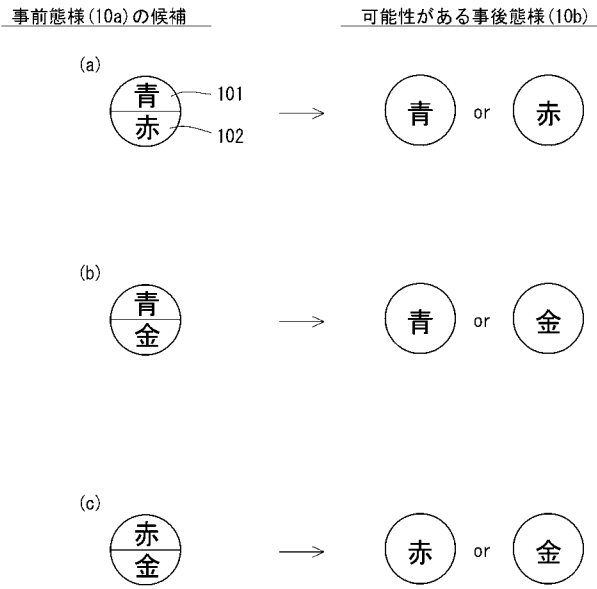 事前態様(10a)の候補 可能性がある事後態様(10b)
(a)
青 101
赤 102
青 or 赤
(b)
青
金
青 or 金
(c)
赤
金
赤 or 金